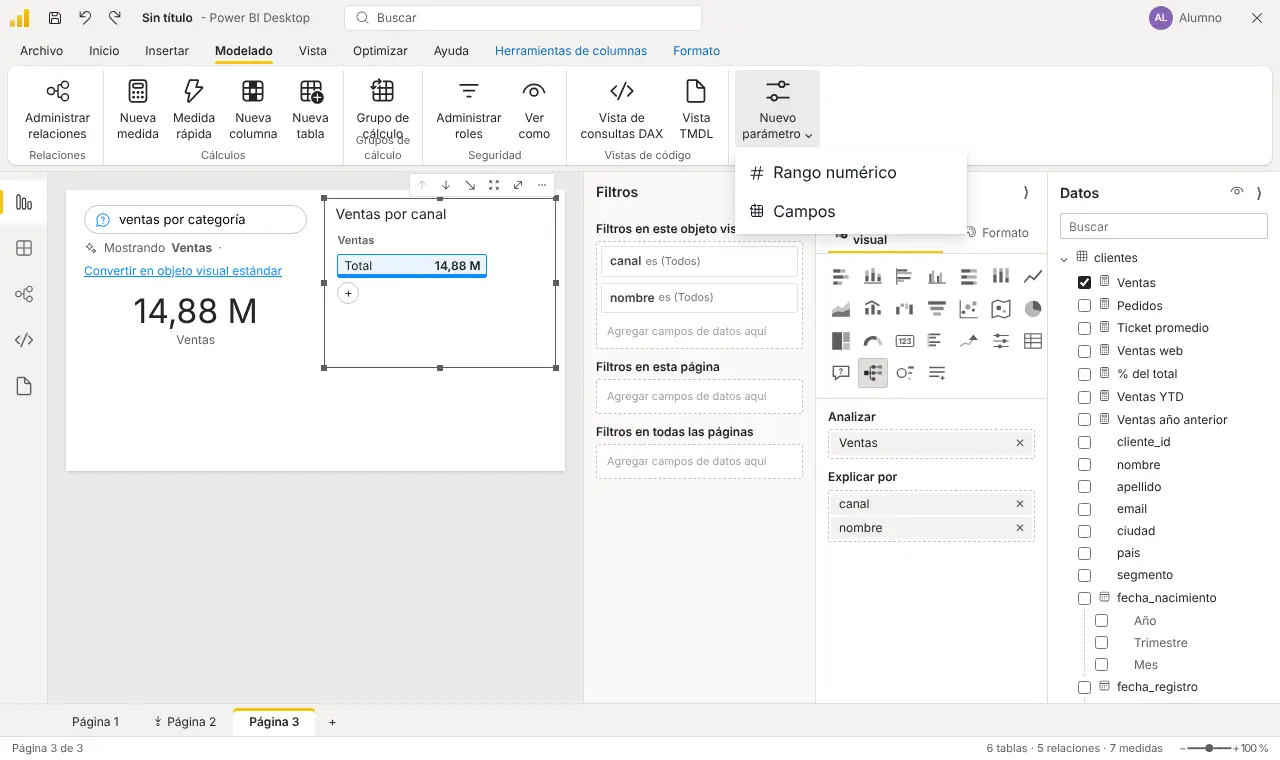 Sin título - Power BI Desktop
Buscar
AL Alumno
Archivo Inicio Insertar Modelado Vista Optimizar Ayuda Herramientas de columnas Formato
Administrar relaciones
Relaciones
Nueva medida
Medida rápida
Nueva columna
Nueva tabla
Cálculos
Grupo de cálculo
Grupos de cálculo
Administrar roles
Ver como
Seguridad
Vista de consultas DAX
Vista TMDL
Vistas de código
Nuevo parámetro
Rango numérico
Campos
ventas por categoría
Mostrando Ventas ·
Convertir en objeto visual estándar
14,88 M
Ventas
Ventas por canal
Ventas
Total 14,88 M
+
Filtros
Filtros en este objeto vis
canal es (Todos)
nombre es (Todos)
Agregar campos de datos aquí
Filtros en esta página
Agregar campos de datos aquí
Filtros en todas las páginas
Agregar campos de datos aquí
visual
Formato
123
Analizar
Ventas
Explicar por
canal
nombre
Datos
Buscar
clientes
Ventas
Pedidos
Ticket promedio
Ventas web
% del total
Ventas YTD
Ventas año anterior
cliente_id
nombre
apellido
email
ciudad
pais
segmento
fecha_nacimiento
Año
Trimestre
Mes
fecha_registro
Página 1 Página 2 Página 3 +
Página 3 de 3
6 tablas · 5 relaciones · 7 medidas
− + 100 %